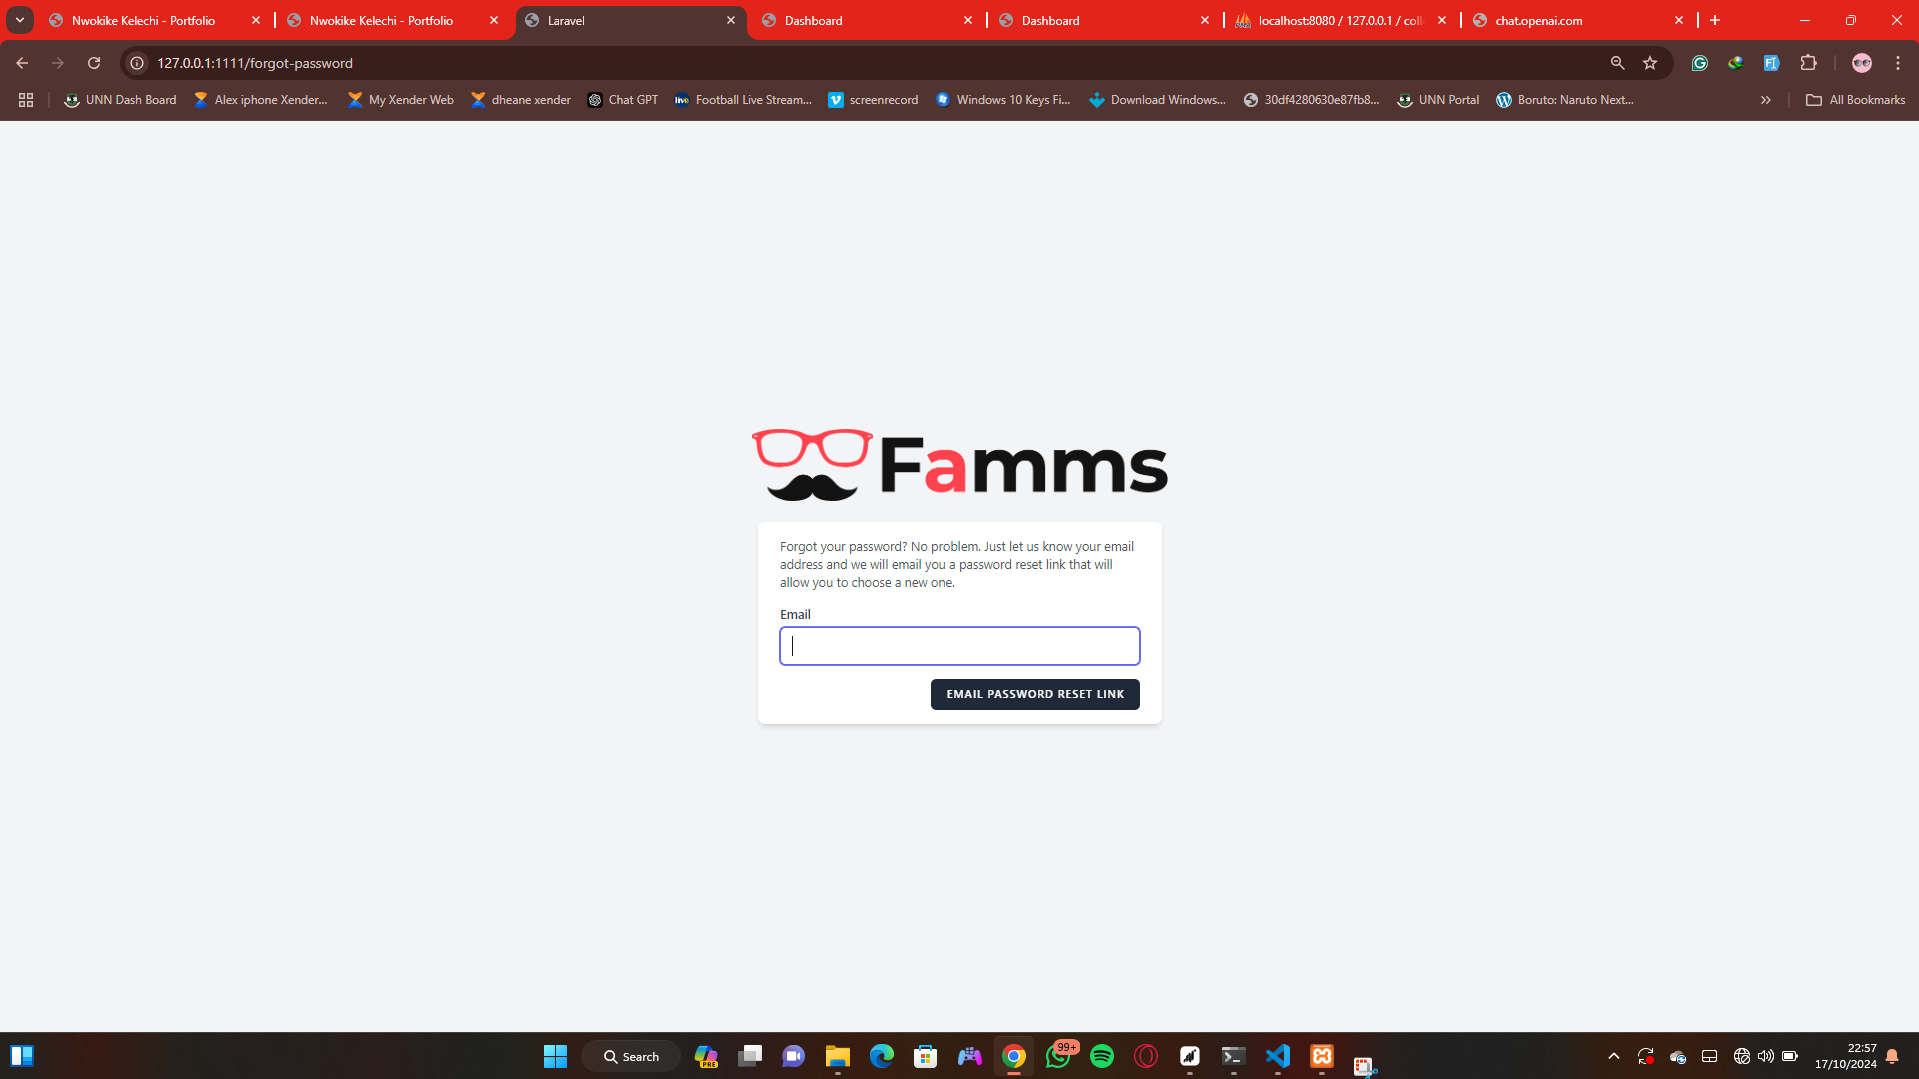 Nwokike Kelechi - Portfolio
Nwokike Kelechi - Portfolio
Laravel
Dashboard
Dashboard
localhost:8080 / 127.0.0.1 / coll
chat.openai.com
127.0.0.1:1111/forgot-password
UNN Dash Board
Alex iphone Xender...
My Xender Web
dheane xender
Chat GPT
Football Live Stream...
screenrecord
Windows 10 Keys Fi...
Download Windows...
30df4280630e87fb8...
UNN Portal
Boruto: Naruto Next...
All Bookmarks
Famms
Forgot your password? No problem. Just let us know your email
address and we will email you a password reset link that will
allow you to choose a new one.
Email
EMAIL PASSWORD RESET LINK
Search
PRE
99+
22:57
17/10/2024